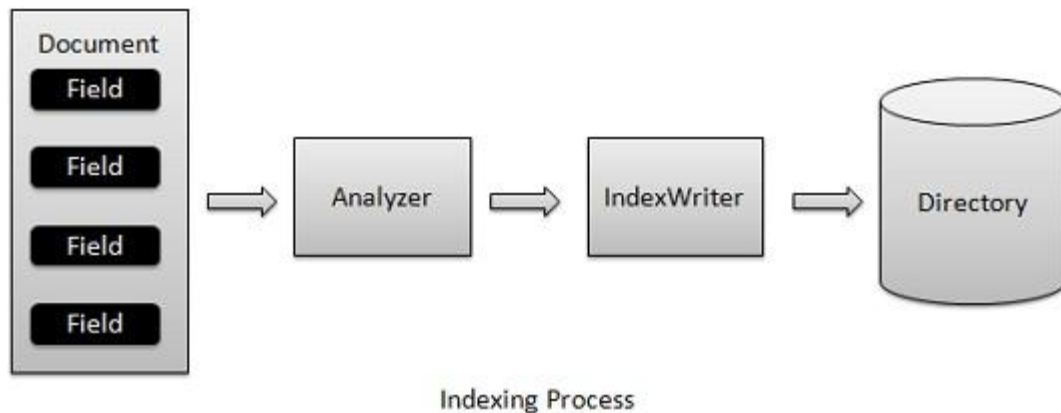 Document
Field
Field
Field
Field
Analyzer
IndexWriter
Directory
Indexing Process